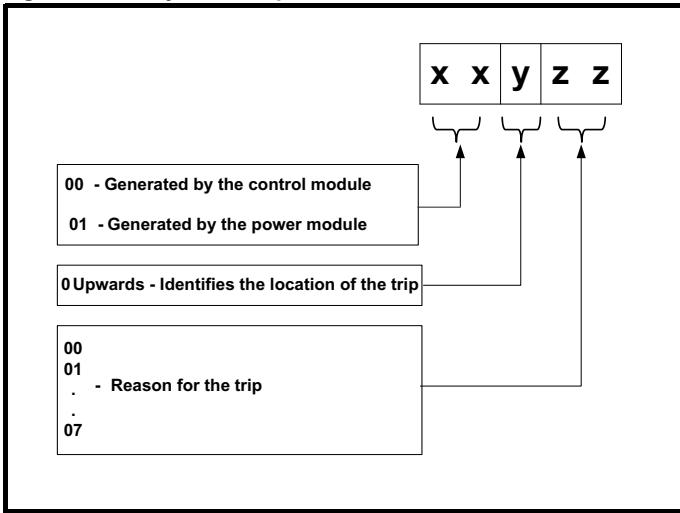 x x y z z
00 - Generated by the control module
01 - Generated by the power module
0 Upwards - Identifies the location of the trip
00
01
. - Reason for the trip
.
07